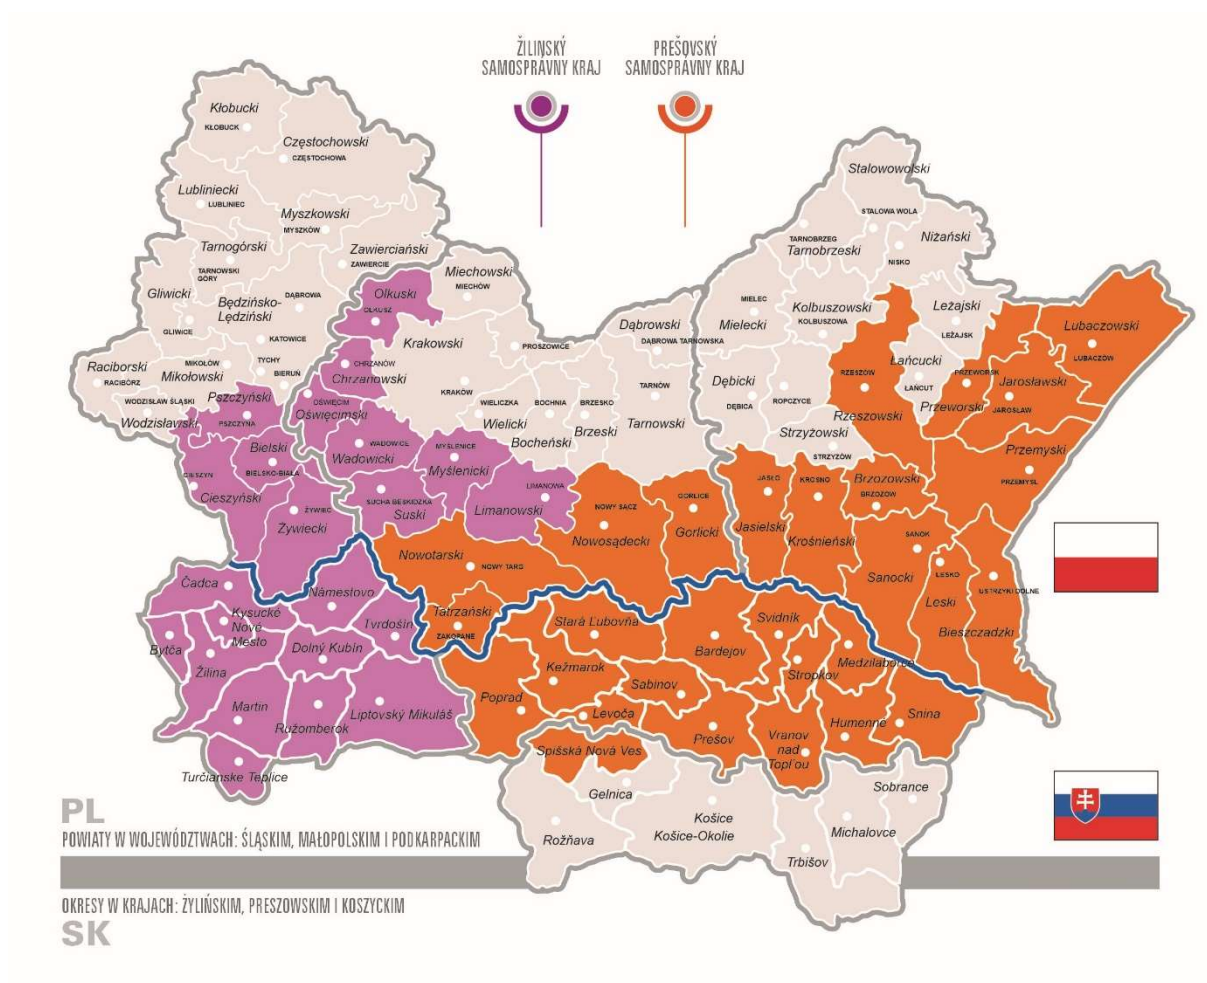 ŽILINSKÝ
SAMOSPRÁVNY KRAJ
PREŠOVSKÝ
SAMOSPRÁVNY KRAJ
Kłobucki
KŁOBUCK
Częstochowski
CZĘSTOCHOWA
Stalowowolski
Lubliniecki
LUBLINIEC
Myszkowski
MYSZKÓW
STALOWA WOLA
Tarnogórski
TARNOWSKI
GÓRY
Zawierciański
ZAWIERCIE
TARNOBRZEG
Tarnobrzeski
Niżański
NISKO
Miechowski
MIECHÓW
Gliwicki
GLIWICE
Będzińsko-
Lędziński
DĄBROWA
Olkuski
OLKUSZ
MIELEC
Mielecki
Kolbuszowski
KOLBUSZOWA
Leżajski
LEŻAJSK
Lubaczowski
LUBACZÓW
Dąbrowski
DĄBROWA TARNOWSKA
KATOWICE
Krakowski
KRAKÓW
PROSZOWICE
Raciborski
RACIBÓRZ
MIKOŁÓW
Mikołowski
TYCHY
BIERUŃ
CHRZANÓW
Chrzanowski
Łańcucki
ŁAŃCUT
RZESZÓW
Rzeszowski
PRZEWORSK
Przeworski
Jarosławski
JAROSŁAW
Dębicki
DĘBICA
ROPCZYCE
TARNÓW
Tarnowski
WODZISŁAW ŚLĄSKI
Wodzisławski
Pszczyński
PSZCZYNA
OŚWIĘCIM
Oświęcimski
WIELICZKA
Wielicki
BOCHNIA
Bocheński
BRZESKO
Brzeski
Strzyżowski
STRZYŻÓW
Bielski
BIELSKO-BIAŁA
WADOWICE
Wadowicki
MYŚLENICE
Myślenicki
Przemyski
PRZEMYŚL
CIESZYN
Cieszyński
ŻYWIEC
Żywiecki
SUCHA BESKIDZKA
Suski
LIMANOWA
Limanowski
NOWY SĄCZ
Nowosądecki
GORLICE
Gorlicki
JASŁO
Jasielski
KROSNO
Krośnieński
Brzozowski
BRZOZÓW
SANOK
Sanocki
LESKO
Leski
USTRZYKI DOLNE
Bieszczadzki
Nowotarski
NOWY TARG
Tatrzański
ZAKOPANE
Čadca
Kysucké
Nové
Mesto
Námestovo
Tvrdošín
Bytča
Žilina
Dolný Kubín
Stará Ľubovňa
Bardejov
Svidník
Stropkov
Medzilaborce
Kežmarok
Sabinov
Poprad
Levoča
Prešov
Vranov
nad
Topľou
Humenné
Snina
Martin
Ružomberok
Liptovský Mikuláš
Turčianske Teplice
Spišská Nová Ves
Gelnica
Rožňava
Košice
Košice-Okolie
Trbišov
Michalovce
Sobrance
PL
POWIATY W WOJEWÓDZTWACH: ŚLĄSKIM, MAŁOPOLSKIM I PODKARPACKIM
OKRESY W KRAJACH: ŻYLIŃSKIM, PRESZOWSKIM I KOSZYCKIM
SK